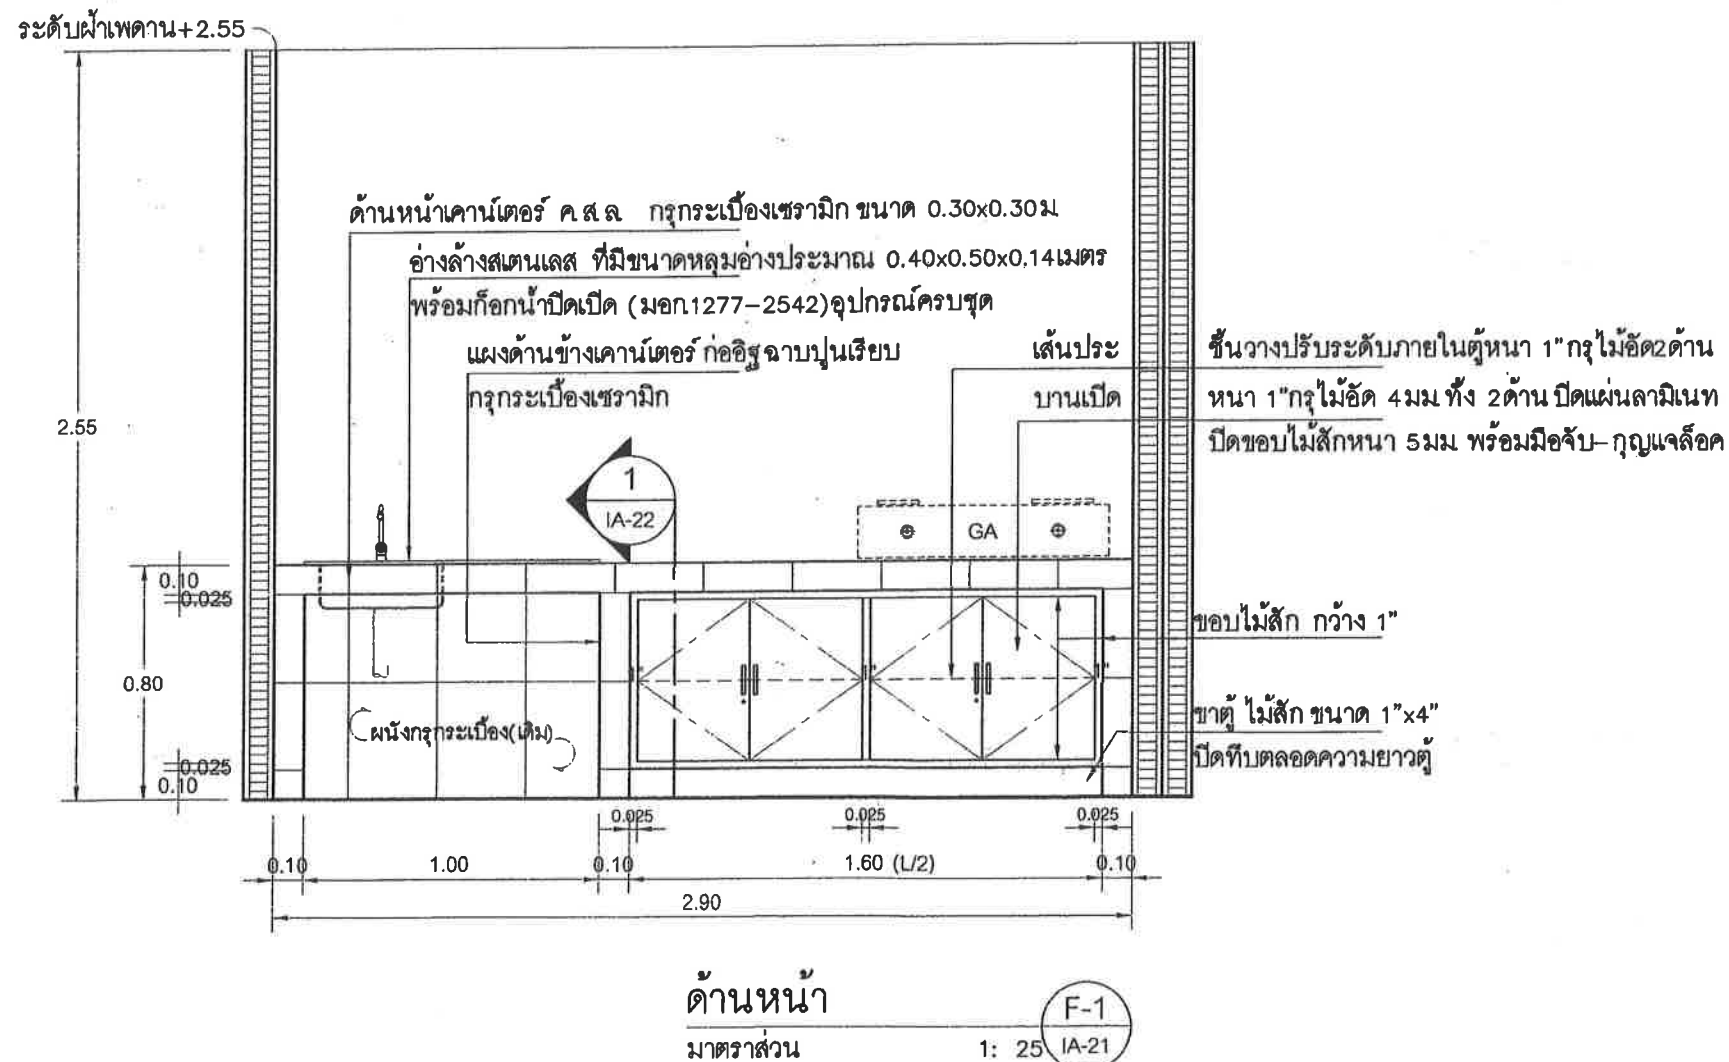 ระดับฝ้าเพดาน+2.55
ด้านหน้าเคาน์เตอร์ ค.ส.ล. กรุกระเบื้องเซรามิก ขนาด 0.30x0.30ม.
อ่างล้างสเตนเลส ที่มีขนาดหลุมอ่างประมาณ 0.40x0.50x0.14เมตร
พร้อมก็อกน้ำปิดเปิด (มอก.1277-2542)อุปกรณ์ครบชุด
แผงด้านข้างเคาน์เตอร์ ก่ออิฐฉาบปูนเรียบ
กรุกระเบื้องเซรามิก
เส้นประ ชั้นวางปรับระดับภายในตู้หนา 1"กรุไม้อัด2ด้าน
บานเปิด หนา 1"กรุไม้อัด 4มม. ทั้ง 2ด้าน ปิดแผ่นลามิเนท
ปิดขอบไม้สักหนา 5มม. พร้อมมือจับ-กุญแจล็อค
2.55
1
IA-22
GA
0.10
0.025
0.80
ขอบไม้สัก กว้าง 1"
ผนังกรุกระเบื้อง(เดิม)
ขาตู้ ไม้สัก ขนาด 1"x4"
ปิดทึบตลอดความยาวตู้
0.025
0.10
0.025 0.025 0.025
0.10 1.00 0.10 1.60 (L/2) 0.10
2.90
ด้านหน้า
มาตราส่วน 1: 25
F-1
IA-21